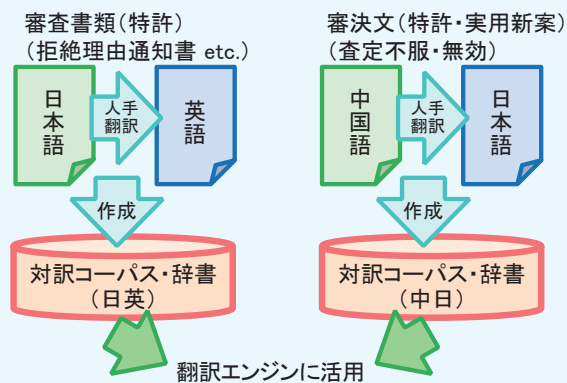 審査書類(特許)
(拒絶理由通知書 etc.)
日本語
人手
翻訳
英語
作成
対訳コーパス・辞書
(日英)
審決文(特許・実用新案)
(査定不服・無効)
中国語
人手
翻訳
日本語
作成
対訳コーパス・辞書
(中日)
翻訳エンジンに活用